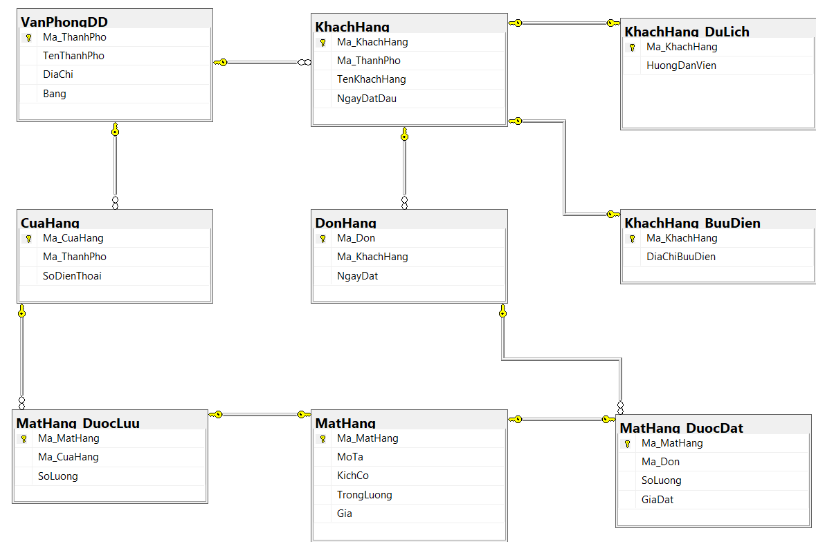 VanPhongDD
Ma_ThanhPho
TenThanhPho
DiaChi
Bang
KhachHang
Ma_KhachHang
Ma_ThanhPho
TenKhachHang
NgayDatDau
KhachHang_DuLich
Ma_KhachHang
HuongDanVien
CuaHang
Ma_CuaHang
Ma_ThanhPho
SoDienThoai
DonHang
Ma_Don
Ma_KhachHang
NgayDat
KhachHang_BuuDien
Ma_KhachHang
DiaChiBuuDien
MatHang_DuocLuu
Ma_MatHang
Ma_CuaHang
SoLuong
MatHang
Ma_MatHang
MoTa
KichCo
TrongLuong
Gia
MatHang_DuocDat
Ma_MatHang
Ma_Don
SoLuong
GiaDat